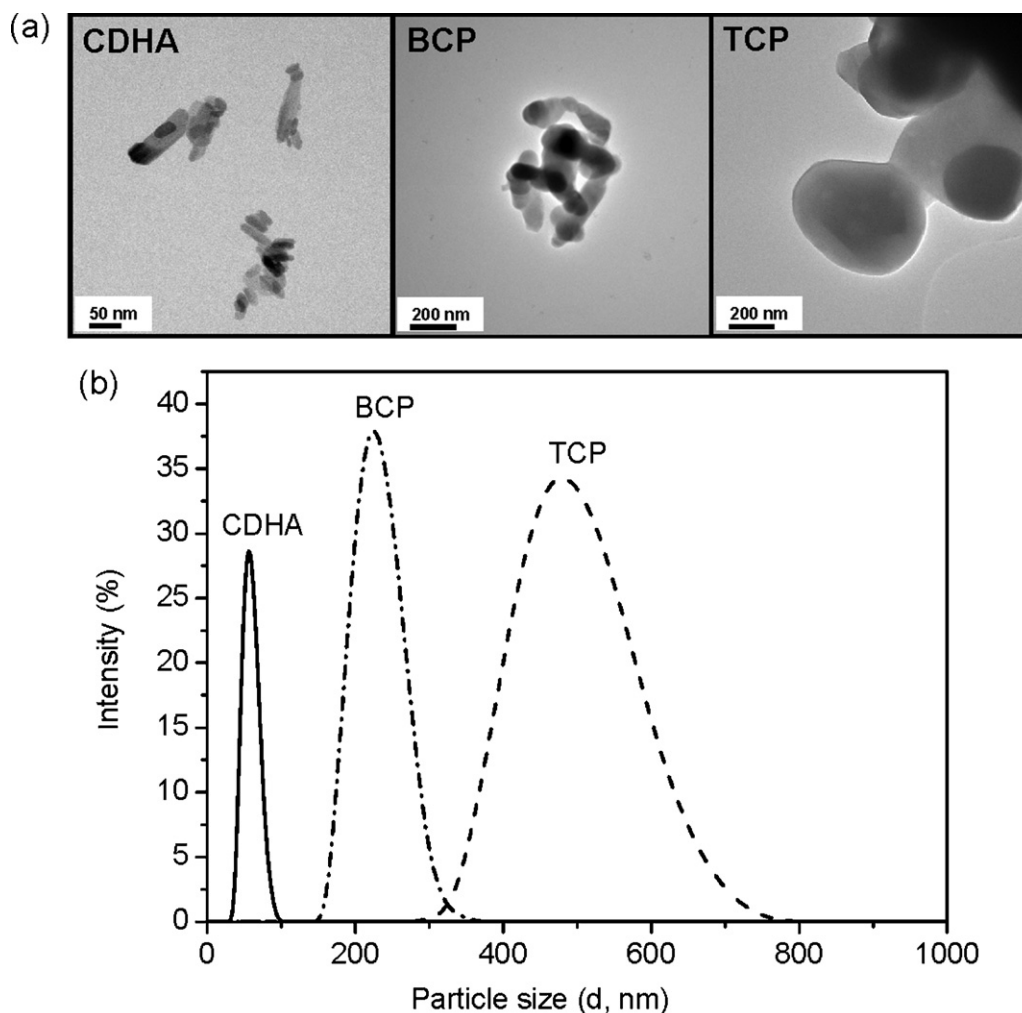 (a)
CDHA
BCP
TCP
50 nm
200 nm
200 nm
(b)
BCP
TCP
CDHA
40
35
30
25
20
15
10
5
0
Intensity (%)
0 200 400 600 800 1000
Particle size (d, nm)